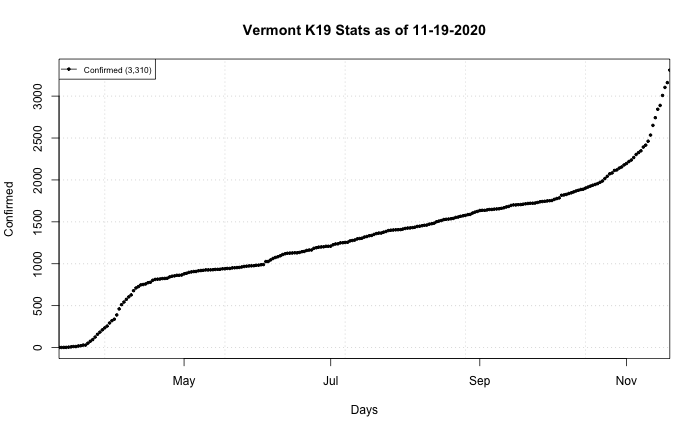 Vermont K19 Stats as of 11-19-2020
Confirmed (3,310)
3000
2500
2000
1500
1000
500
0
Confirmed
May Jul Sep Nov
Days